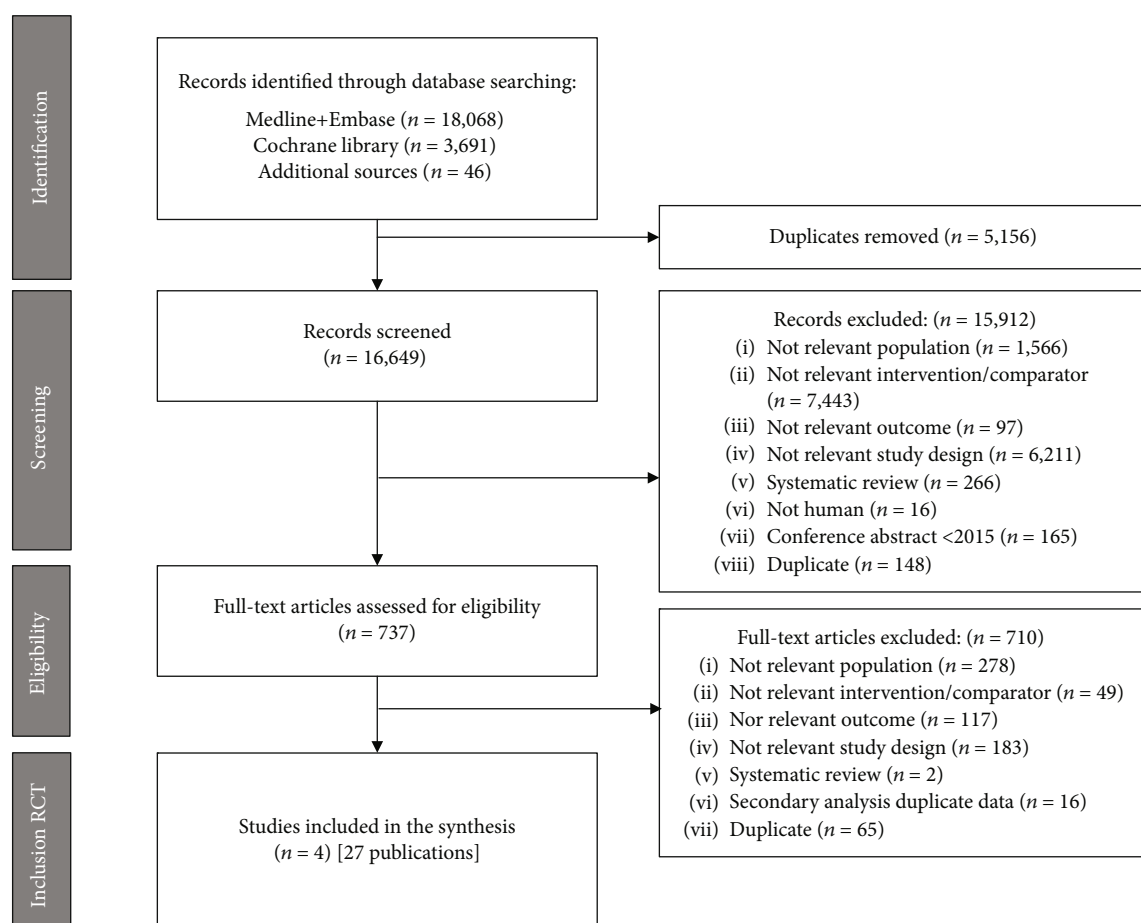 Identification
Records identified through database searching:
Medline+Embase (n = 18,068)
Cochrane library (n = 3,691)
Additional sources (n = 46)
Duplicates removed (n = 5,156)
Screening
Records screened
(n = 16,649)
Records excluded: (n = 15,912)
(i) Not relevant population (n = 1,566)
(ii) Not relevant intervention/comparator
(n = 7,443)
(iii) Not relevant outcome (n = 97)
(iv) Not relevant study design (n = 6,211)
(v) Systematic review (n = 266)
(vi) Not human (n = 16)
(vii) Conference abstract <2015 (n = 165)
(viii) Duplicate (n = 148)
Eligibility
Full-text articles assessed for eligibility
(n = 737)
Full-text articles excluded: (n = 710)
(i) Not relevant population (n = 278)
(ii) Not relevant intervention/comparator (n = 49)
(iii) Nor relevant outcome (n = 117)
(iv) Not relevant study design (n = 183)
(v) Systematic review (n = 2)
(vi) Secondary analysis duplicate data (n = 16)
(vii) Duplicate (n = 65)
Inclusion RCT
Studies included in the synthesis
(n = 4) [27 publications]